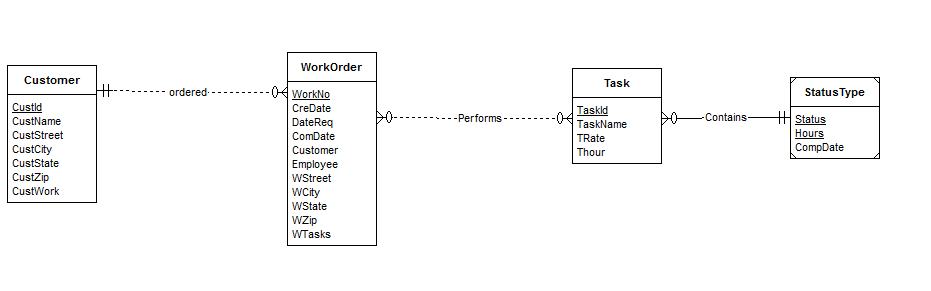 Customer
CustId
CustName
CustStreet
CustCity
CustState
CustZip
CustWork
ordered
WorkOrder
WorkNo
CreDate
DateReq
ComDate
Customer
Employee
WStreet
WCity
WState
WZip
WTasks
Performs
Task
TaskId
TaskName
TRate
Thour
Contains
StatusType
Status
Hours
CompDate